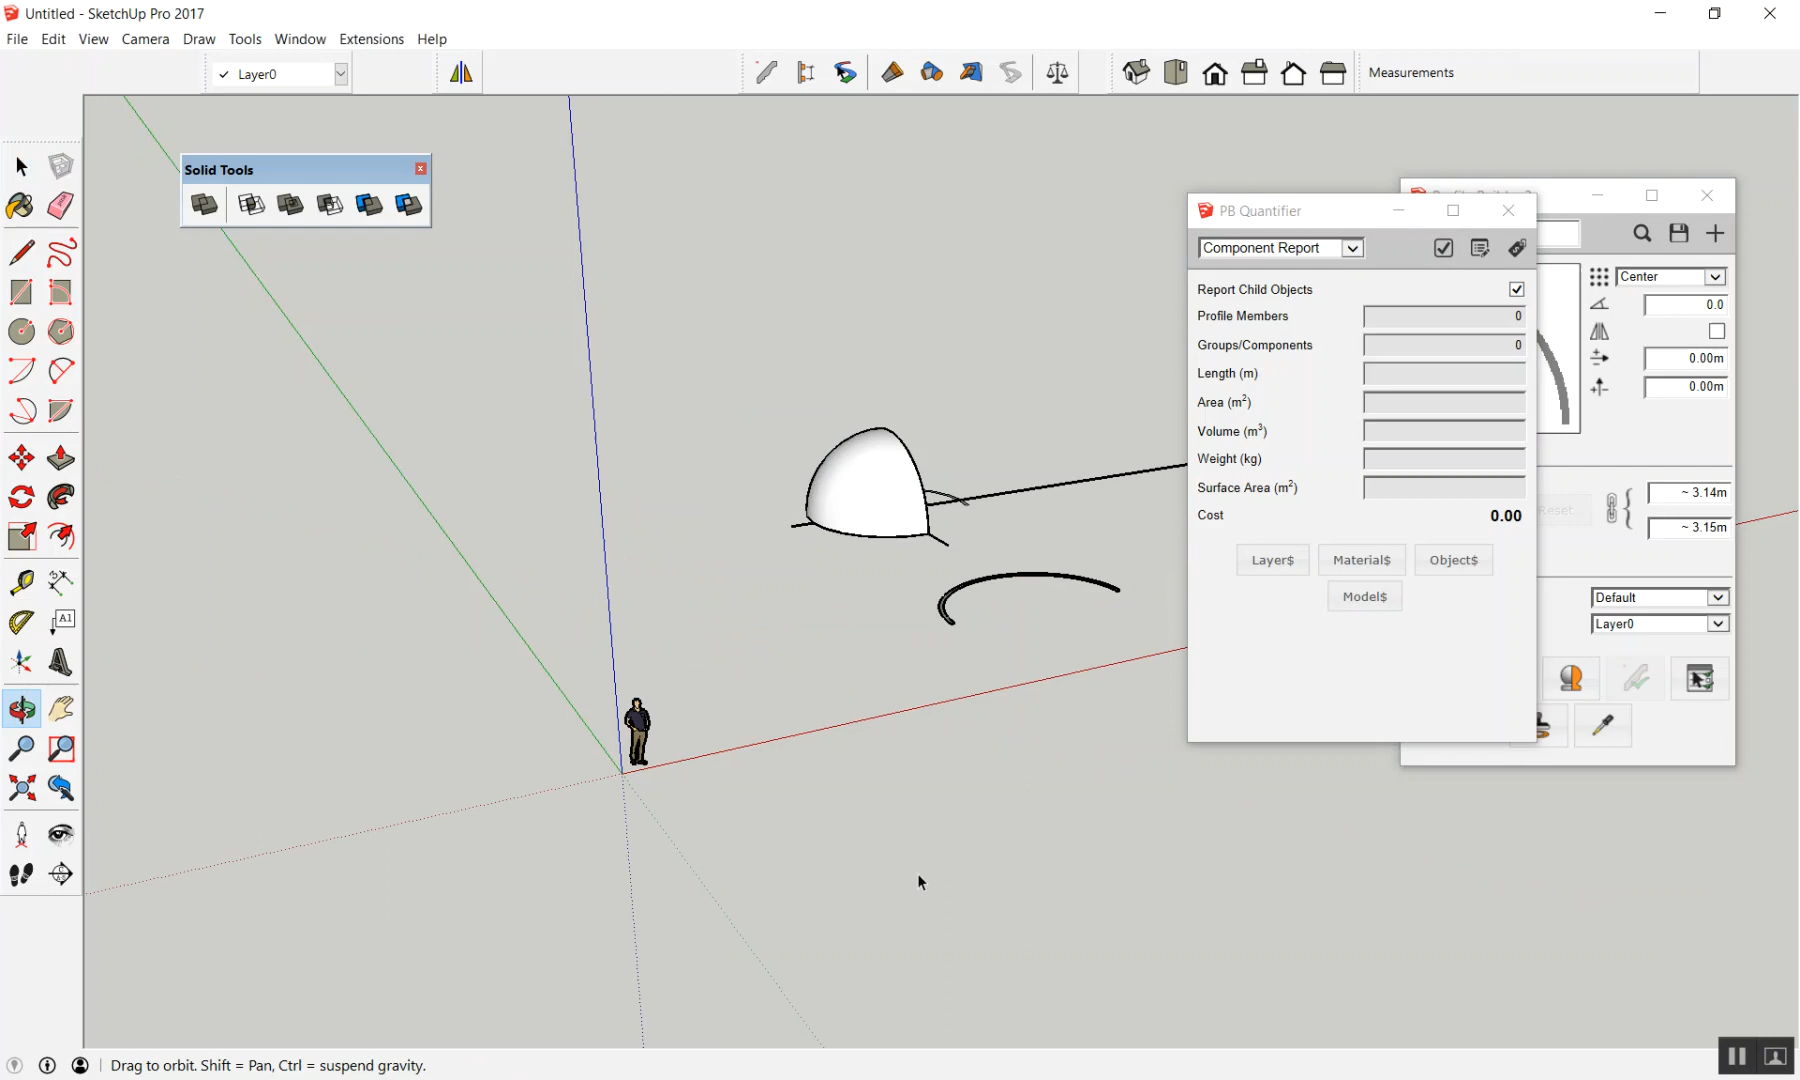 Untitled - SketchUp Pro 2017
File Edit View Camera Draw Tools Window Extensions Help
Layer0
Measurements
Solid Tools
PB Quantifier
Component Report
Center
Report Child Objects
0.0
Profile Members 0
Groups/Components 0
0.00m
Length (m)
0.00m
Area (m²)
Volume (m³)
Weight (kg)
Surface Area (m²)
~ 3.14m
Cost 0.00
Reset
~ 3.15m
Layer$ Material$ Object$
Model$
Default
Layer0
A1
Drag to orbit. Shift = Pan, Ctrl = suspend gravity.